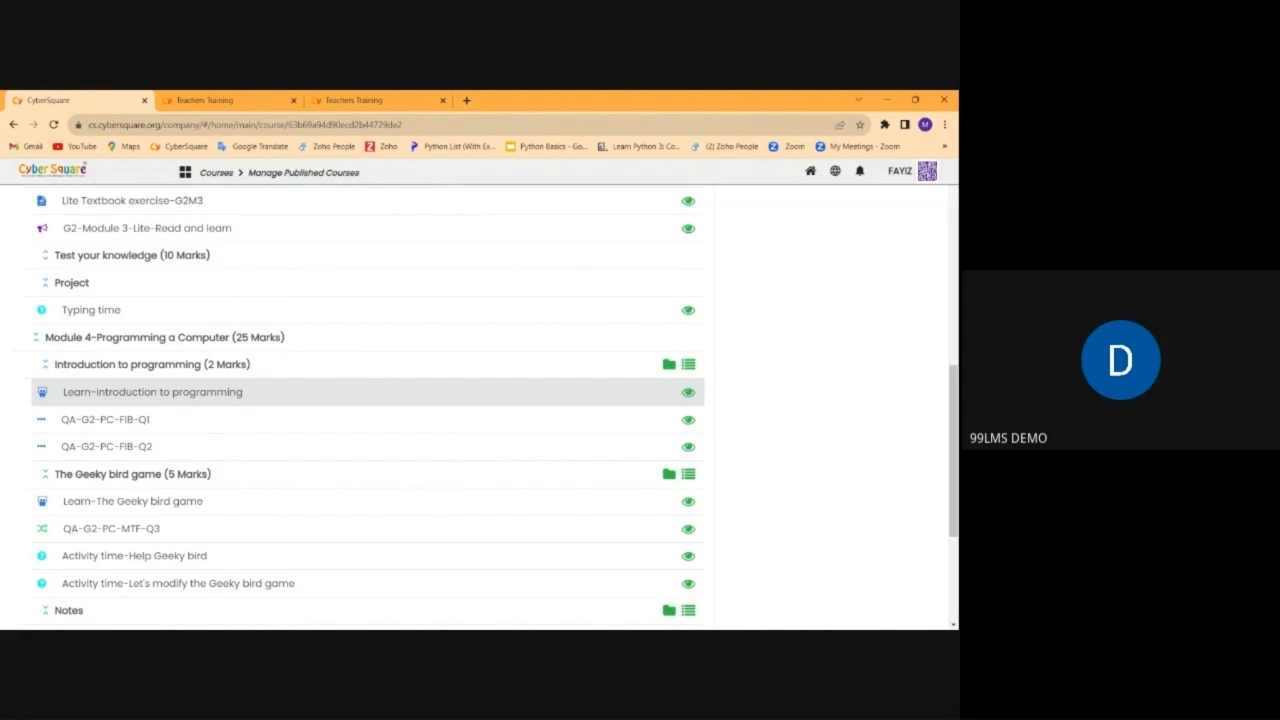 CyberSquare
Teachers Training
Teachers Training
cs.cybersquare.org/company/#/home/main/course/63b69a94d90ecd2b44729de2
M
Gmail YouTube Maps CyberSquare Google Translate Zoho People Zoho Python List (With Ex... Python Basics - Go... Learn Python 3: Co... (2) Zoho People Zoom My Meetings - Zoom »
Cyber Square
Courses > Manage Published Courses
FAYIZ
Lite Textbook exercise-G2M3
G2-Module 3-Lite-Read and learn
Test your knowledge (10 Marks)
Project
Typing time
Module 4-Programming a Computer (25 Marks)
Introduction to programming (2 Marks)
Learn-Introduction to programming
QA-G2-PC-FIB-Q1
QA-G2-PC-FIB-Q2
The Geeky bird game (5 Marks)
Learn-The Geeky bird game
QA-G2-PC-MTF-Q3
Activity time-Help Geeky bird
Activity time-Let's modify the Geeky bird game
Notes
D
99LMS DEMO